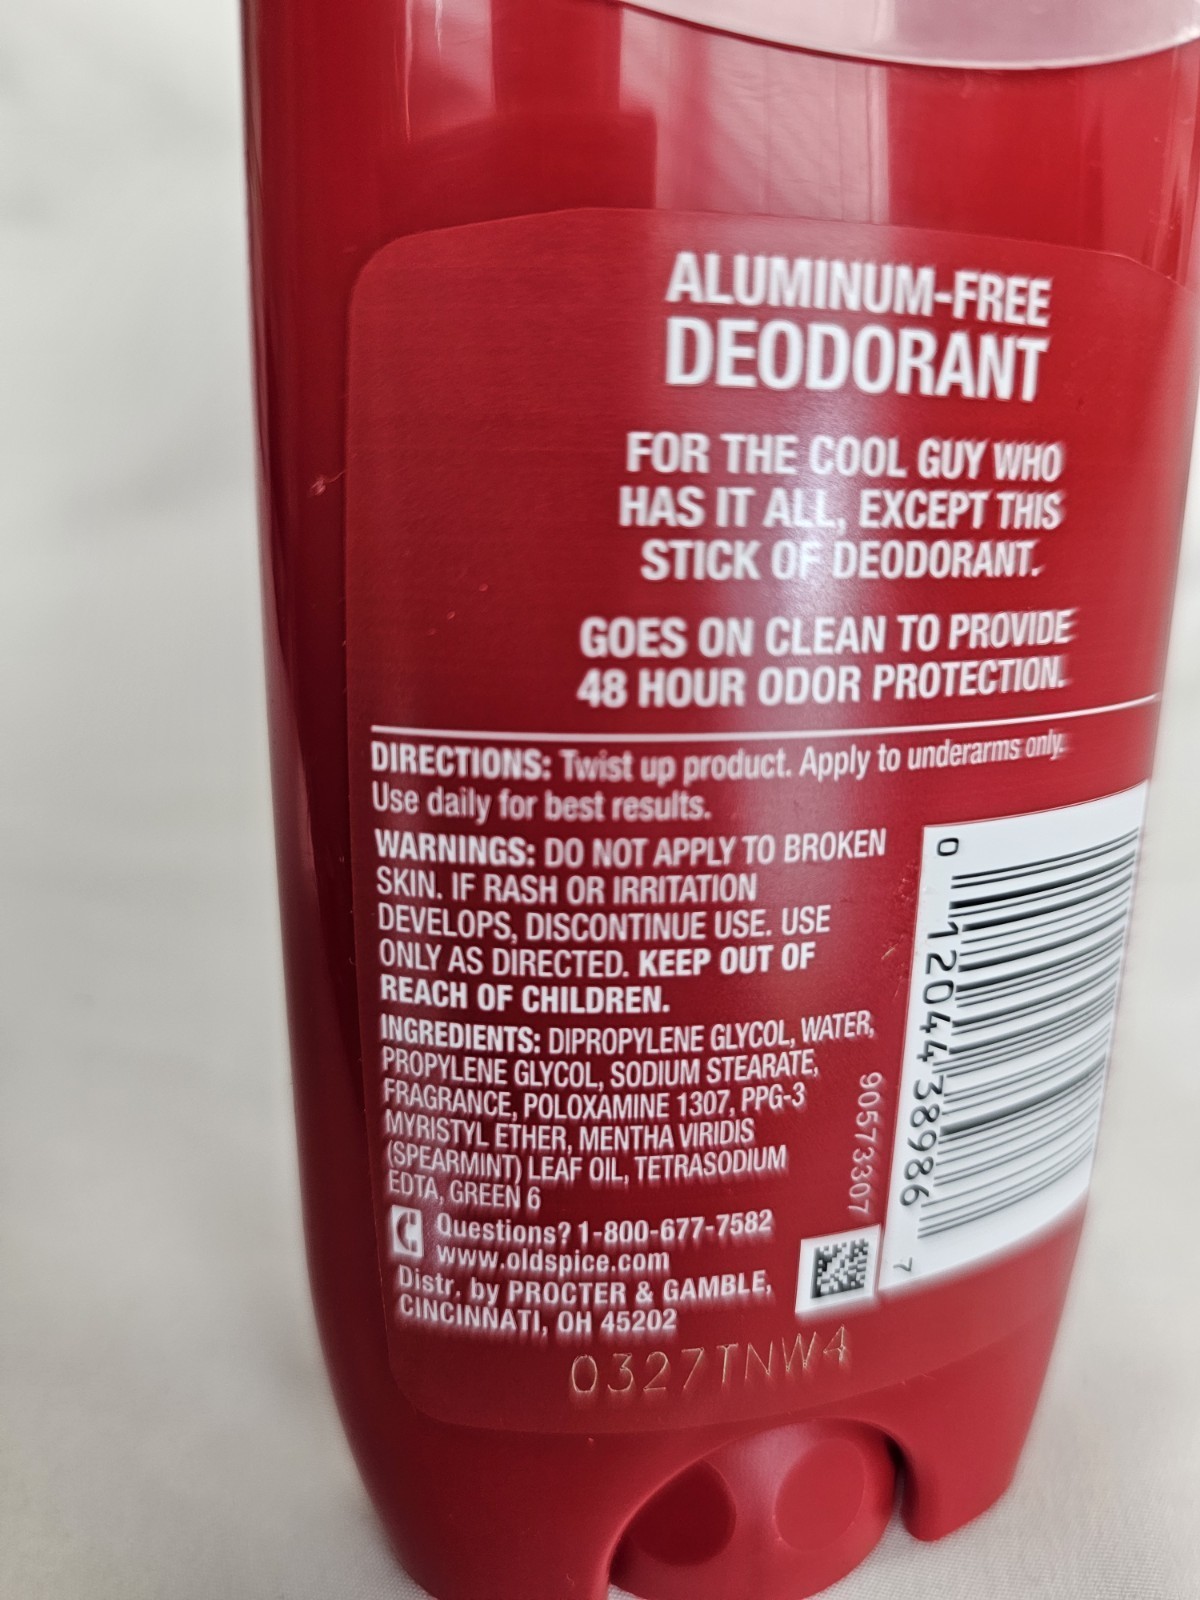 ALUMINUM-FREE
DEODORANT
FOR THE COOL GUY WHO
HAS IT ALL, EXCEPT THIS
STICK OF DEODORANT.
GOES ON CLEAN TO PROVIDE
48 HOUR ODOR PROTECTION.
DIRECTIONS: Twist up product. Apply to underarms only.
Use daily for best results.
WARNINGS: DO NOT APPLY TO BROKEN
SKIN. IF RASH OR IRRITATION
DEVELOPS, DISCONTINUE USE. USE
ONLY AS DIRECTED. KEEP OUT OF
REACH OF CHILDREN.
INGREDIENTS: DIPROPYLENE GLYCOL, WATER,
PROPYLENE GLYCOL, SODIUM STEARATE,
FRAGRANCE, POLOXAMINE 1307, PPG-3
MYRISTYL ETHER, MENTHA VIRIDIS
(SPEARMINT) LEAF OIL, TETRASODIUM
EDTA, GREEN 6
Questions? 1-800-677-7582
www.oldspice.com
Distr. by PROCTER & GAMBLE,
CINCINNATI, OH 45202
90573307
0 12044 38986 7
0327TNW4